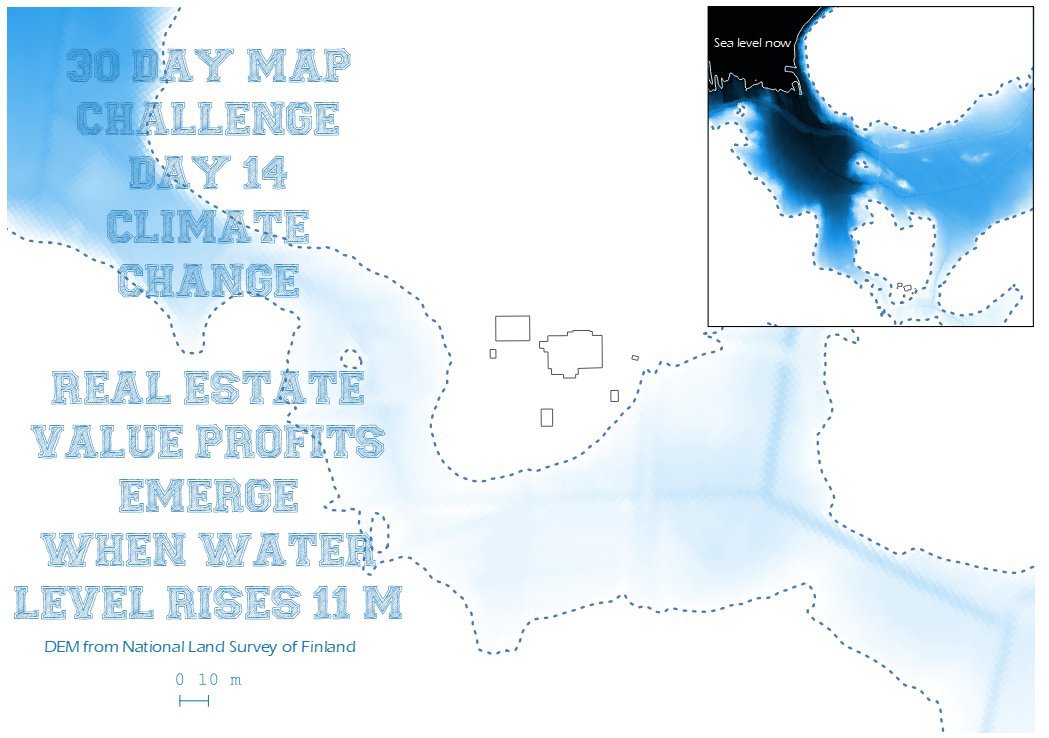 30 DAY MAP
CHALLENGE
DAY 14
CLIMATE
CHANGE
REAL ESTATE
VALUE PROFITS
EMERGE
WHEN WATER
LEVEL RISES 11 M
DEM from National Land Survey of Finland
0 10 m
Sea level now